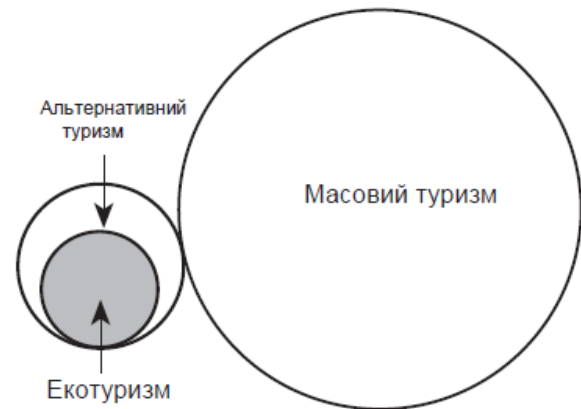 Альтернативний
туризм
Масовий туризм
Екотуризм